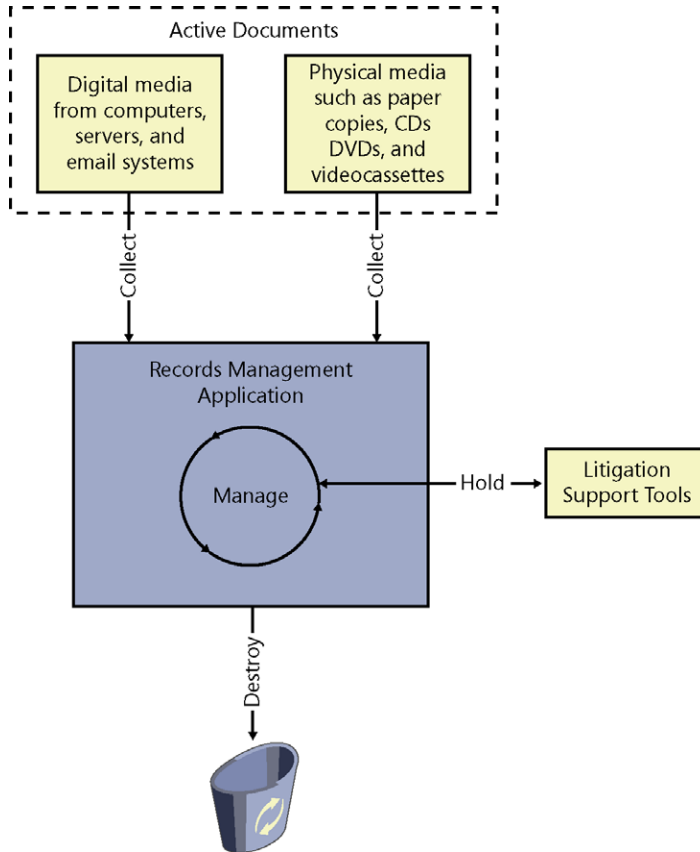 Active Documents
Digital media
from computers,
servers, and
email systems
Physical media
such as paper
copies, CDs
DVDs, and
videocassettes
Collect
Collect
Records Management
Application
Manage
Hold
Litigation
Support Tools
Destroy